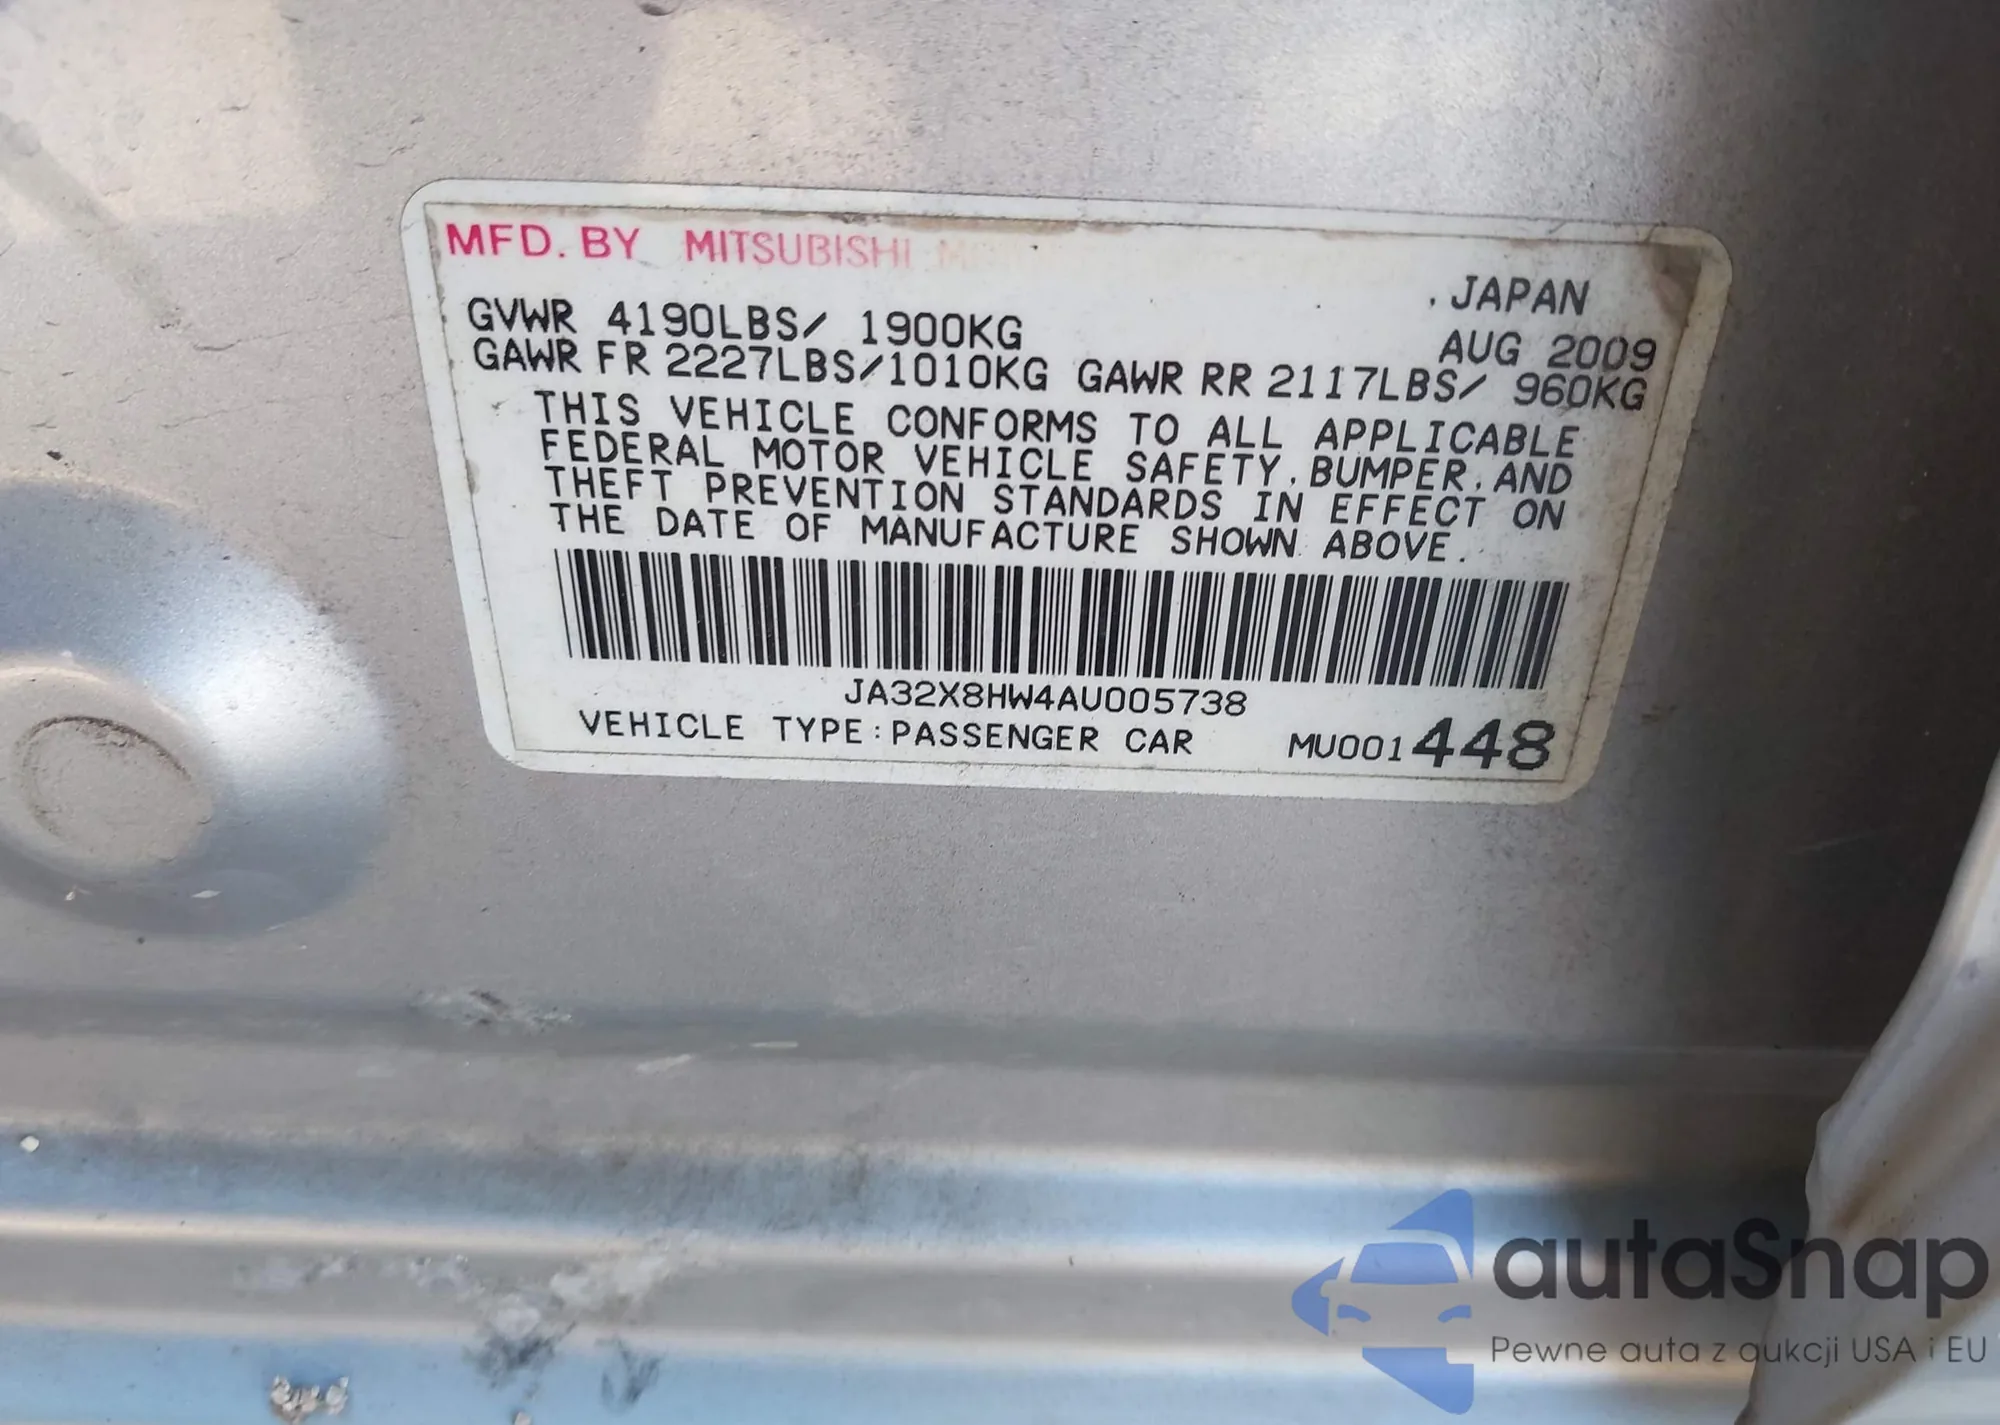 MFD. BY MITSUBISHI
. JAPAN
GVWR 4190LBS/ 1900KG AUG 2009
GAWR FR 2227LBS/1010KG GAWR RR 2117LBS/ 960KG
THIS VEHICLE CONFORMS TO ALL APPLICABLE
FEDERAL MOTOR VEHICLE SAFETY, BUMPER, AND
THEFT PREVENTION STANDARDS IN EFFECT ON
THE DATE OF MANUFACTURE SHOWN ABOVE.
JA32X8HW4AU005738
VEHICLE TYPE:PASSENGER CAR MU001448
autaSnap
Pewne auta z aukcji USA i EU